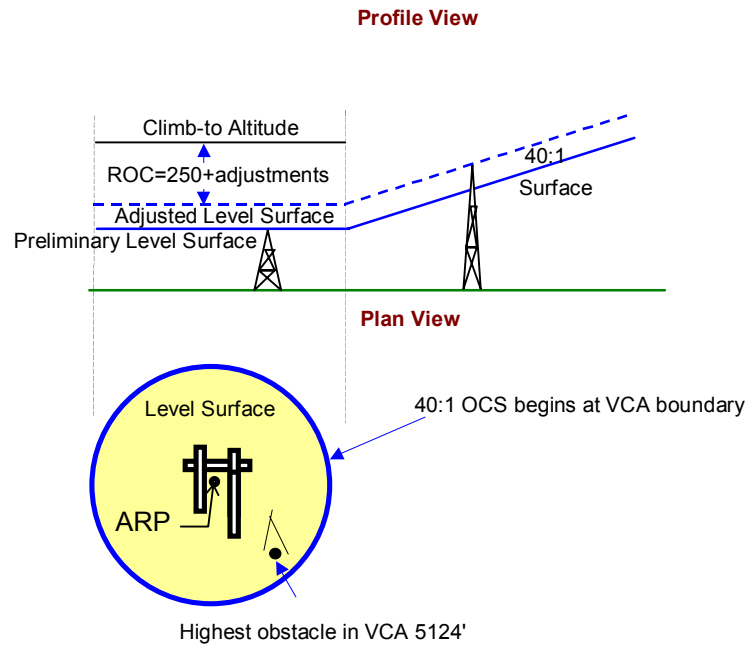 Profile View
Climb-to Altitude
ROC=250+adjustments
40:1
Surface
Adjusted Level Surface
Preliminary Level Surface
Plan View
Level Surface
40:1 OCS begins at VCA boundary
ARP
Highest obstacle in VCA 5124'